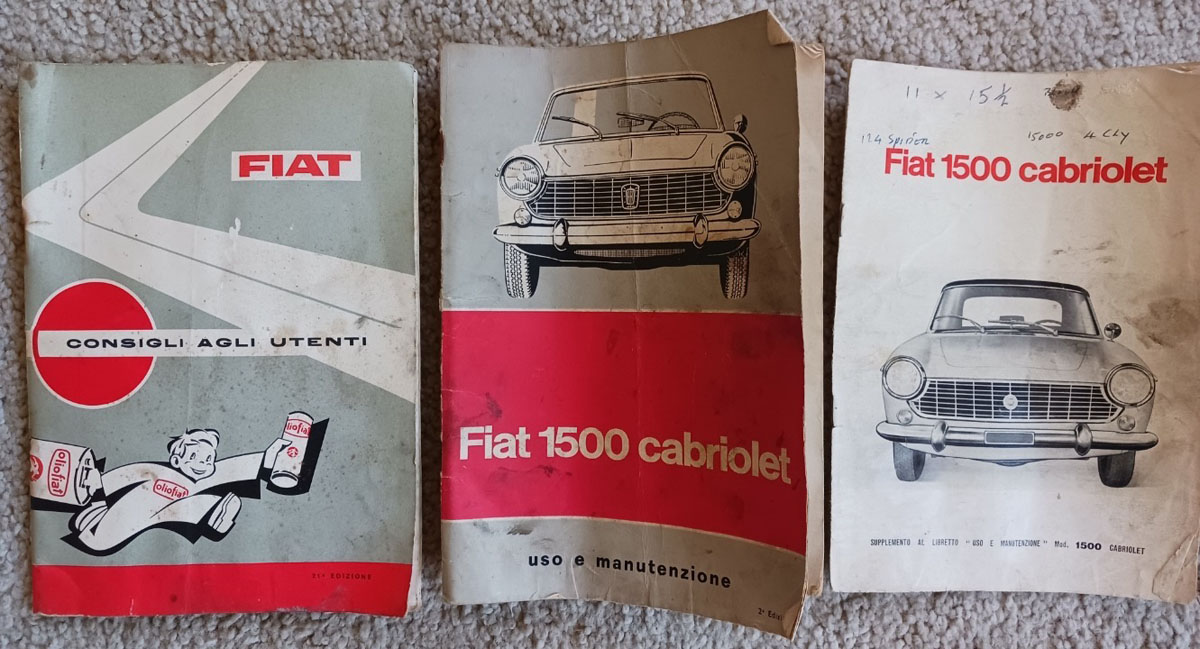 FIAT
CONSIGLI AGLI UTENTI
oliofiat
oliofiat
oliofiat
21ª EDIZIONE
Fiat 1500 cabriolet
uso e manutenzione
2ª Edizi
11 x 15½
124 Spider
15000 4 Cly
Fiat 1500 cabriolet
SUPPLEMENTO AL LIBRETTO "USO E MANUTENZIONE" Mod. 1500 CABRIOLET